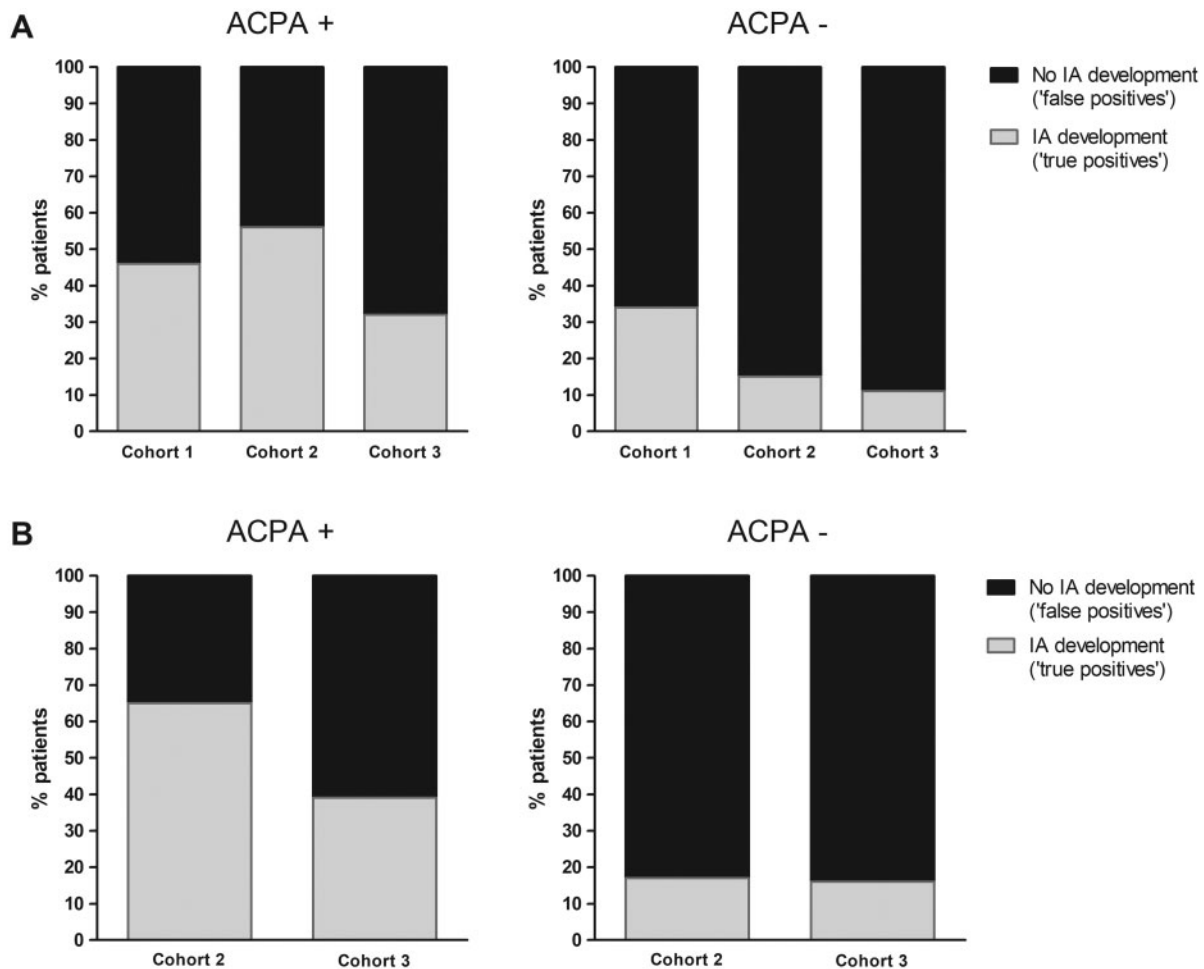 A
ACPA +
ACPA -
100
90
80
70
60
50
40
30
20
10
0
% patients
Cohort 1
Cohort 2
Cohort 3
100
90
80
70
60
50
40
30
20
10
0
% patients
Cohort 1
Cohort 2
Cohort 3
No IA development
('false positives')
IA development
('true positives')
B
ACPA +
ACPA -
100
90
80
70
60
50
40
30
20
10
0
% patients
Cohort 2
Cohort 3
100
90
80
70
60
50
40
30
20
10
0
% patients
Cohort 2
Cohort 3
No IA development
('false positives')
IA development
('true positives')